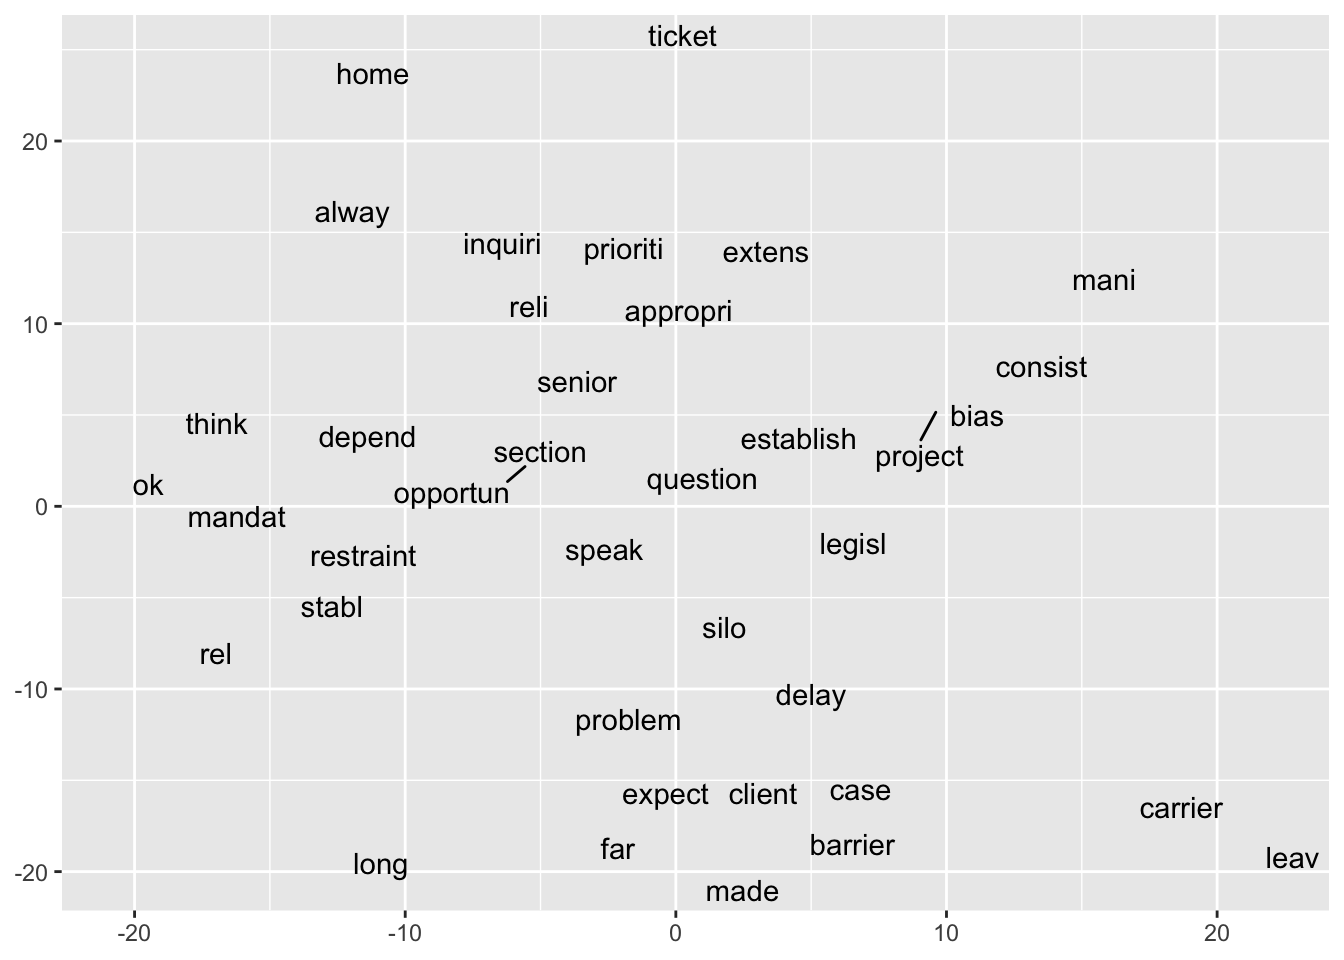 ticket
home
20
alway
inquiri
prioriti
extens
mani
reli
appropri
10
consist
senior
think
bias
depend
establish
section
project
question
ok
opportun
0
mandat
legisl
restraint
speak
stabl
silo
rel
-10
delay
problem
expect
client
case
carrier
far
barrier
long
leav
-20
made
-20
-10
0
10
20